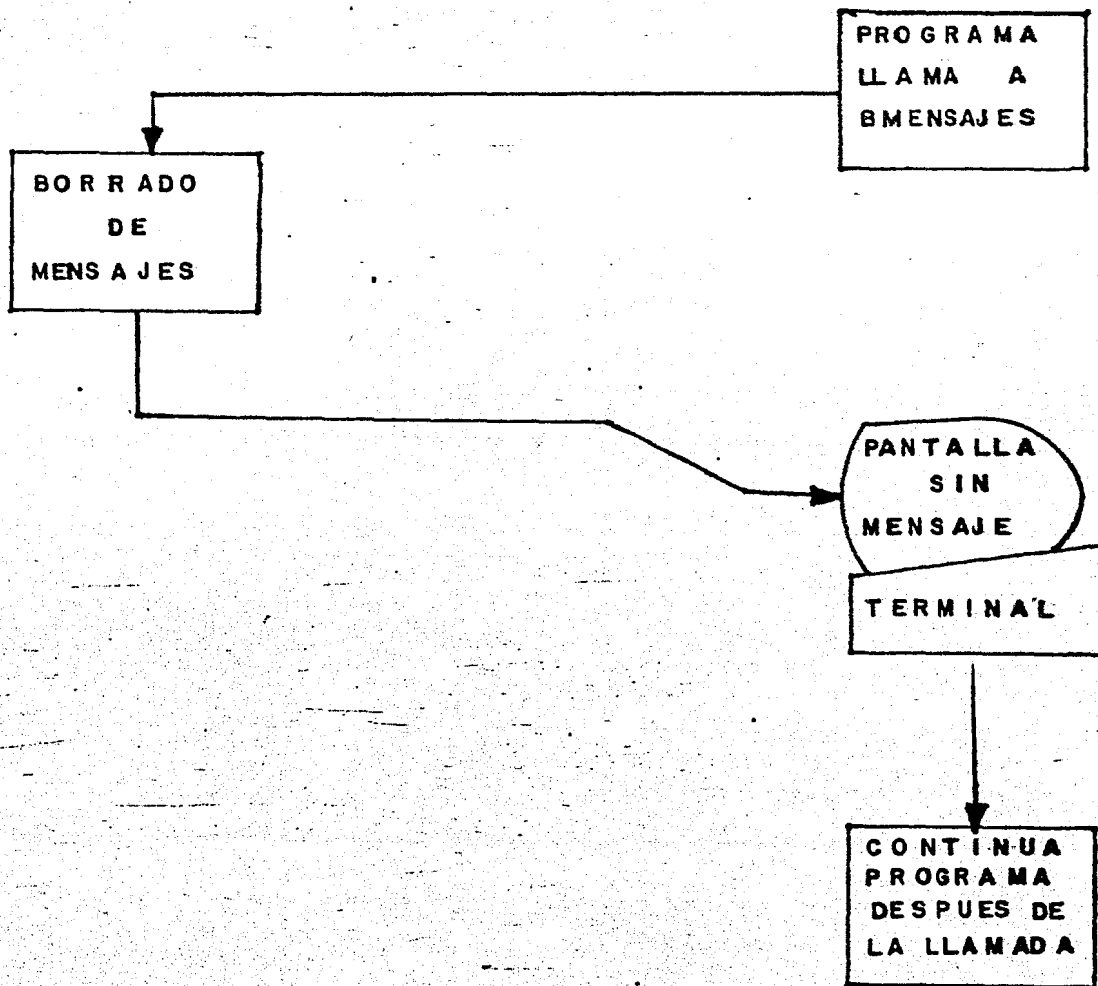 PROGRAMA
LLAMA A
BMENSAJES
BORRADO
DE
MENSAJES
PANTALLA
SIN
MENSAJE
TERMINAL
CONTINUA
PROGRAMA
DESPUES DE
LA LLAMADA